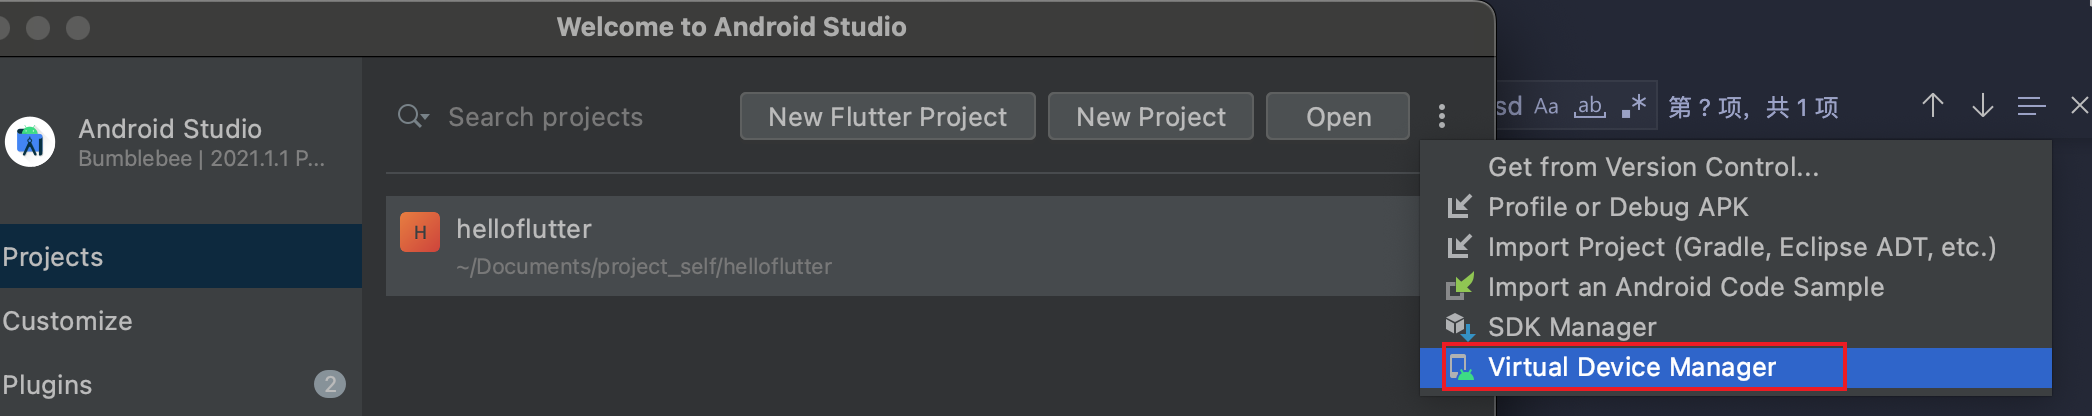 Welcome to Android Studio
Android Studio
Bumblebee | 2021.1.1 P...
Projects
Customize
Plugins 2
Search projects
New Flutter Project
New Project
Open
H
helloflutter
~/Documents/project_self/helloflutter
sd Aa ab .* 第 ? 项，共 1 项
Get from Version Control...
Profile or Debug APK
Import Project (Gradle, Eclipse ADT, etc.)
Import an Android Code Sample
SDK Manager
Virtual Device Manager